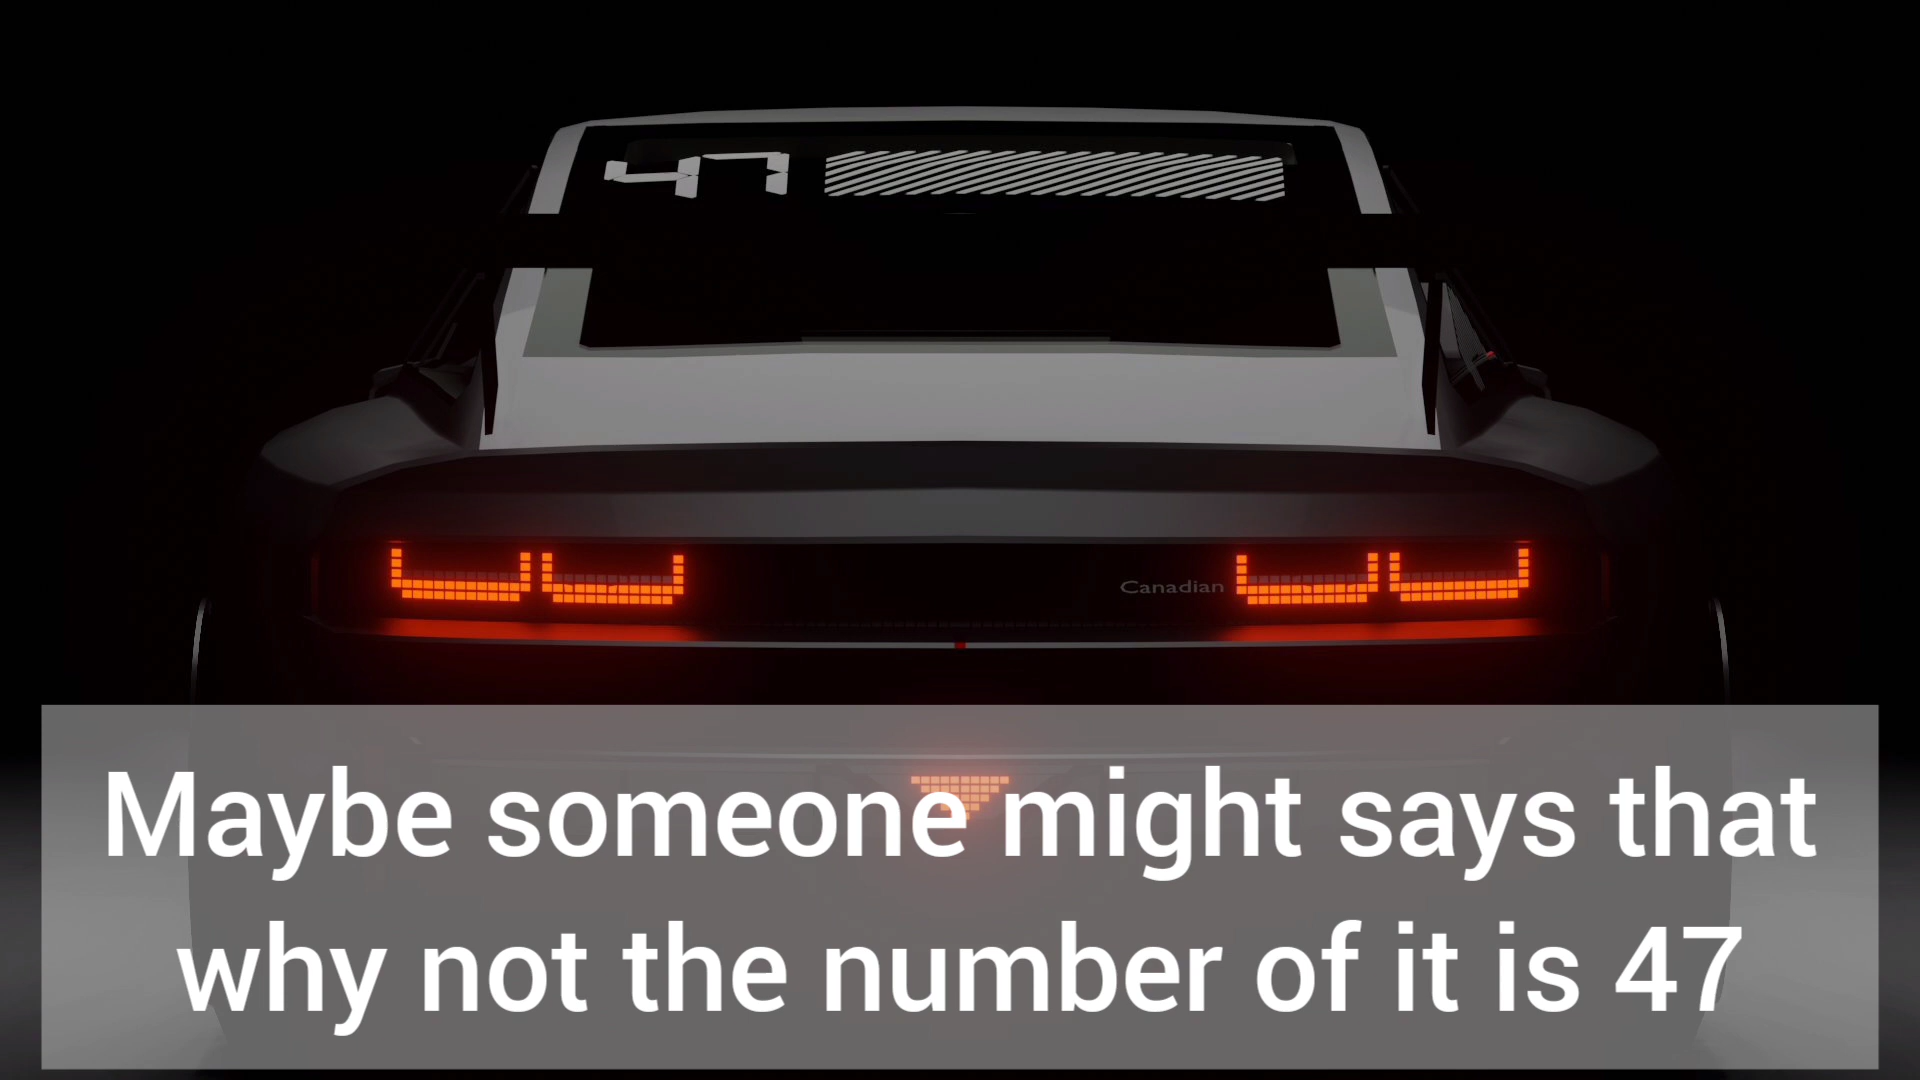 47
Canadian
Maybe someone might says that
why not the number of it is 47